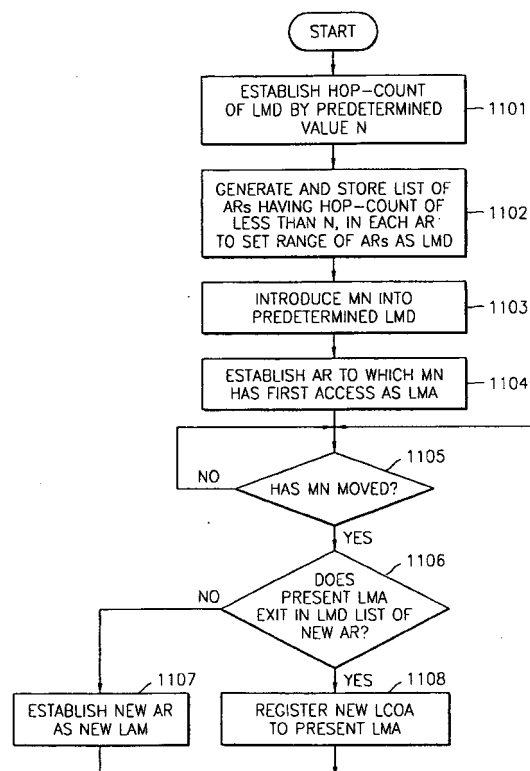 START
ESTABLISH HOP-COUNT
OF LMD BY PREDETERMINED
VALUE N
1101
GENERATE AND STORE LIST OF
ARs HAVING HOP-COUNT OF
LESS THAN N, IN EACH AR
TO SET RANGE OF ARs AS LMD
1102
INTRODUCE MN INTO
PREDETERMINED LMD
1103
ESTABLISH AR TO WHICH MN
HAS FIRST ACCESS AS LMA
1104
1105
NO
HAS MN MOVED?
YES
1106
NO
DOES
PRESENT LMA
EXIT IN LMD LIST OF
NEW AR?
YES
1107
ESTABLISH NEW AR
AS NEW LAM
1108
REGISTER NEW LCOA
TO PRESENT LMA